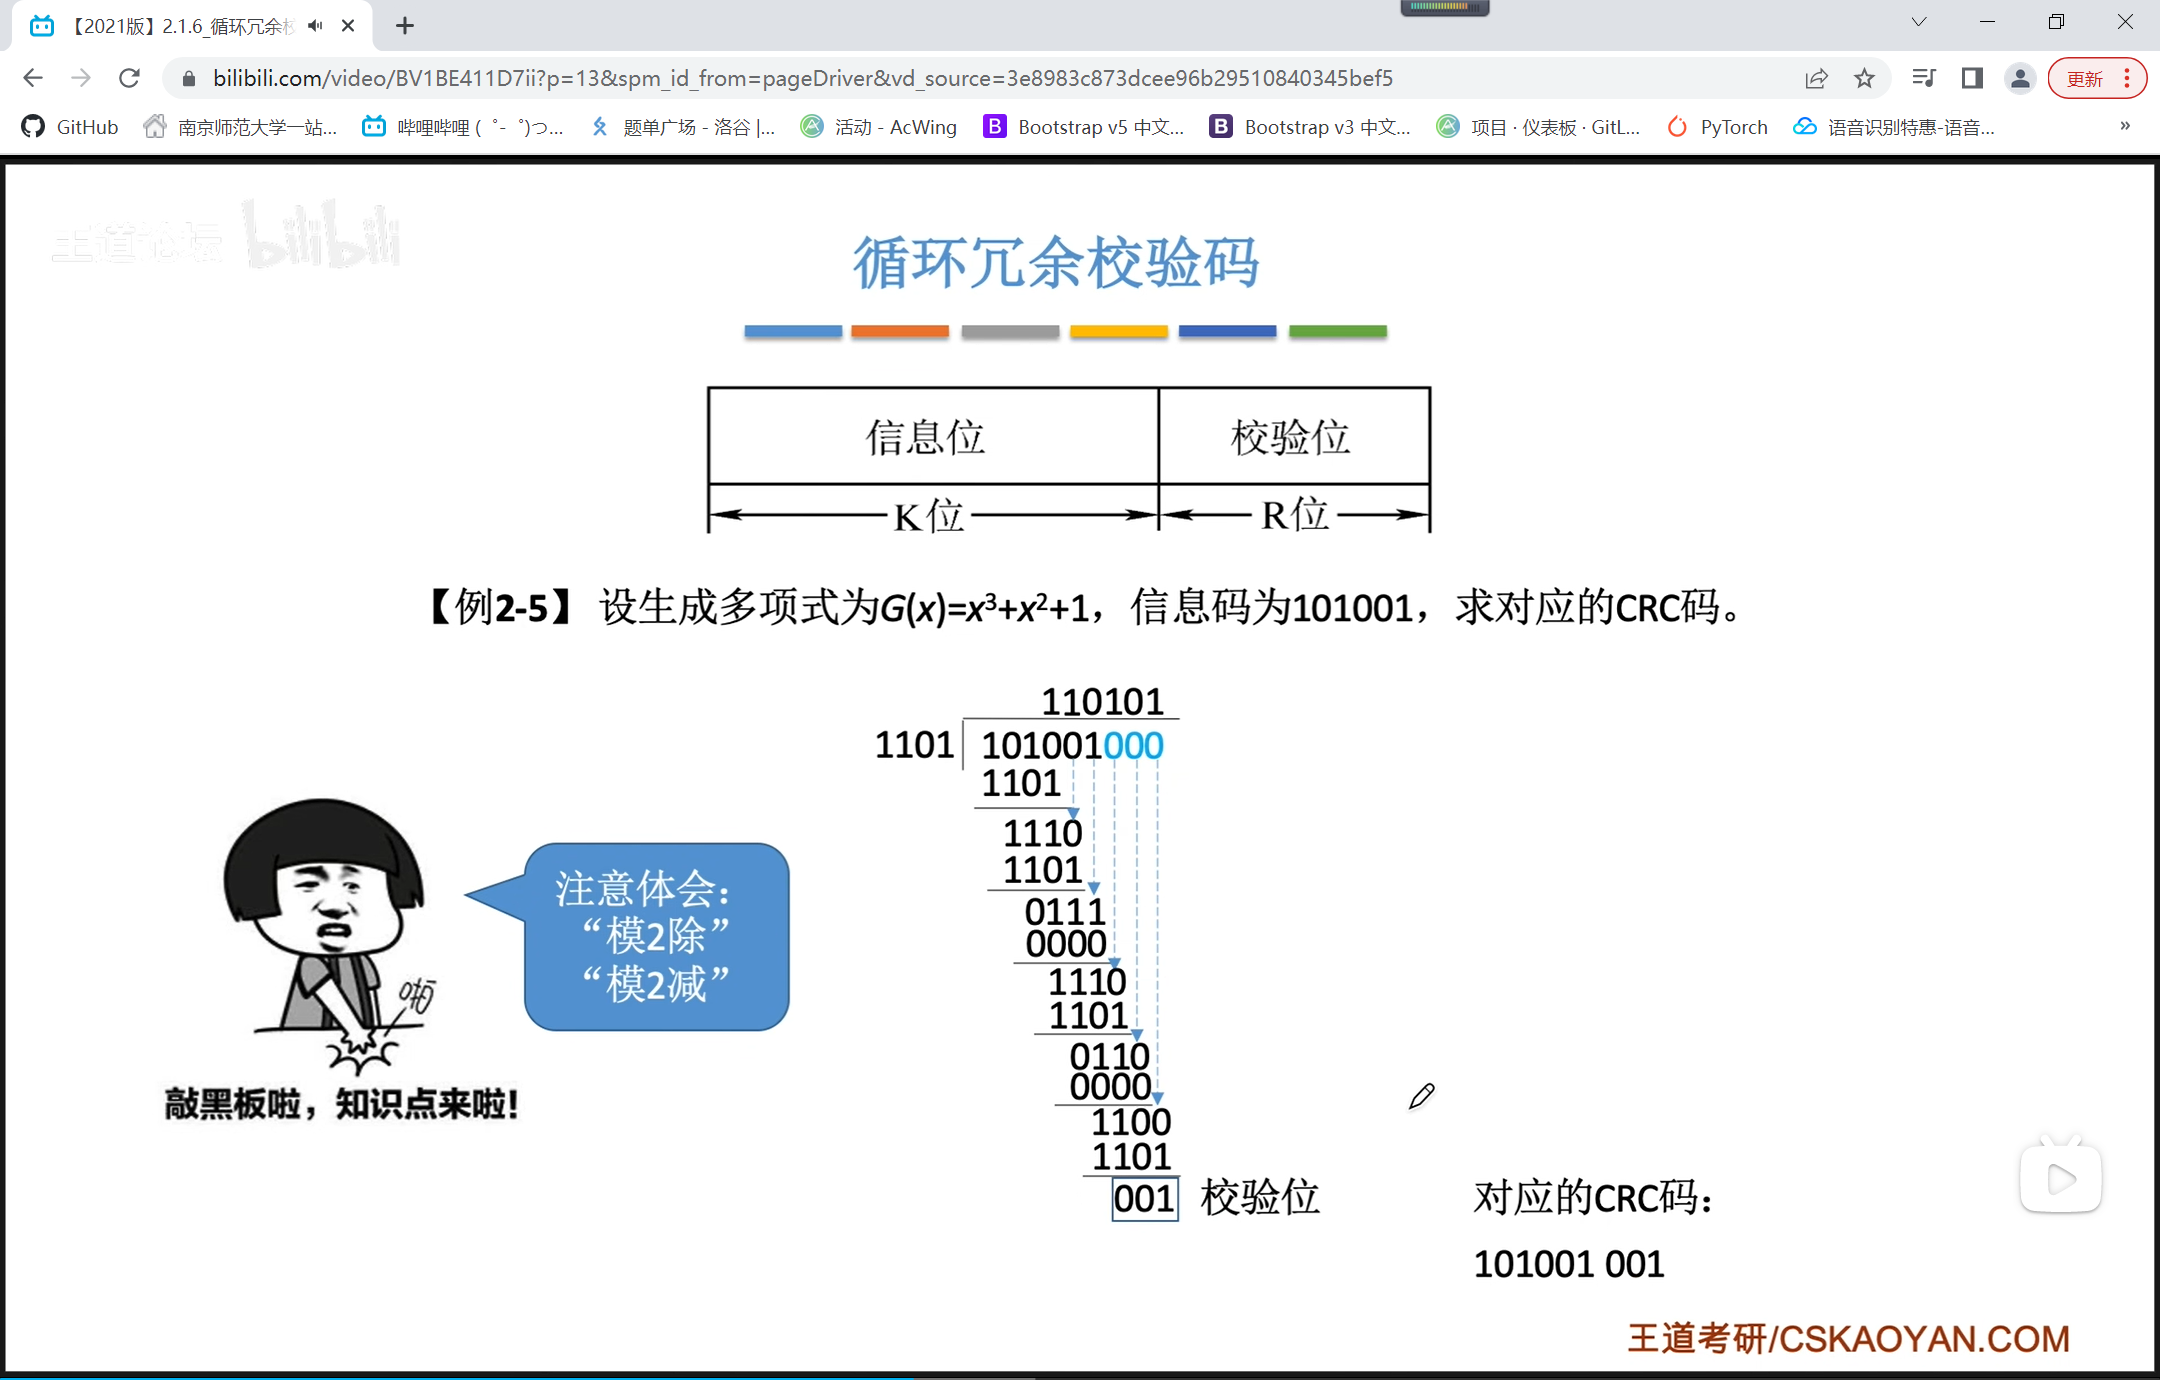 【2021版】2.1.6_循环冗余校
bilibili.com/video/BV1BE411D7ii?p=13&spm_id_from=pageDriver&vd_source=3e8983c873dcee96b29510840345bef5
更新
GitHub
南京师范大学一站...
哔哩哔哩 (゜-゜)つ...
题单广场 - 洛谷 |...
活动 - AcWing
Bootstrap v5 中文...
Bootstrap v3 中文...
项目 · 仪表板 · GitL...
PyTorch
语音识别特惠-语音...
»
王道论坛 bilibili
循环冗余校验码
信息位 校验位
K位 R位
【例2-5】 设生成多项式为G(x)=x³+x²+1，信息码为101001，求对应的CRC码。
110101
1101 101001000
1101
1110
1101
0111
0000
1110
1101
0110
0000
1100
1101
001 校验位
注意体会：
“模2除”
“模2减”
啪
敲黑板啦，知识点来啦!
对应的CRC码：
101001 001
王道考研/CSKAOYAN.COM